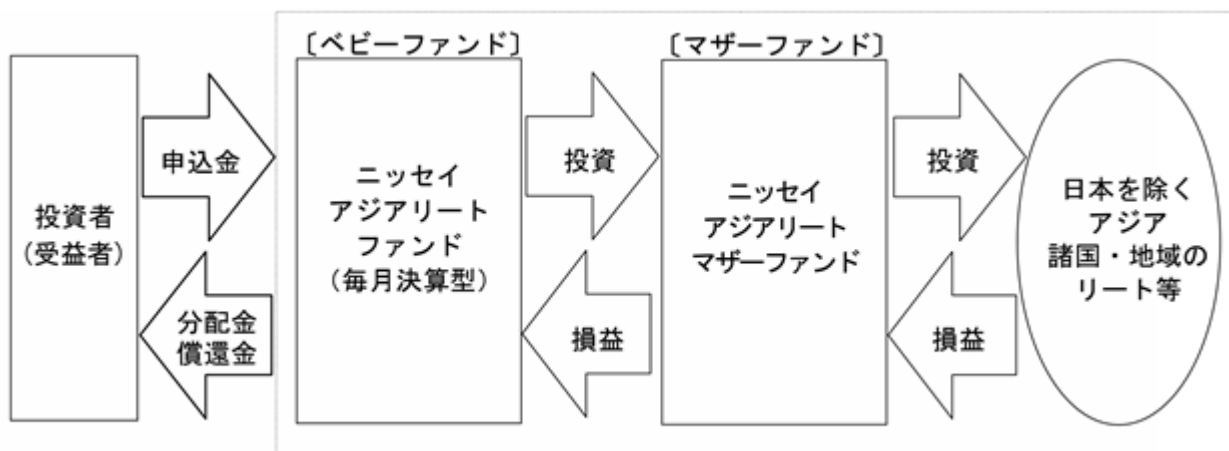 〔ベビーファンド〕
〔マザーファンド〕
投資者
(受益者)
申込金
分配金
償還金
ニッセイ
アジアリート
ファンド
(毎月決算型)
投資
損益
ニッセイ
アジアリート
マザーファンド
投資
損益
日本を除く
アジア
諸国・地域の
リート等